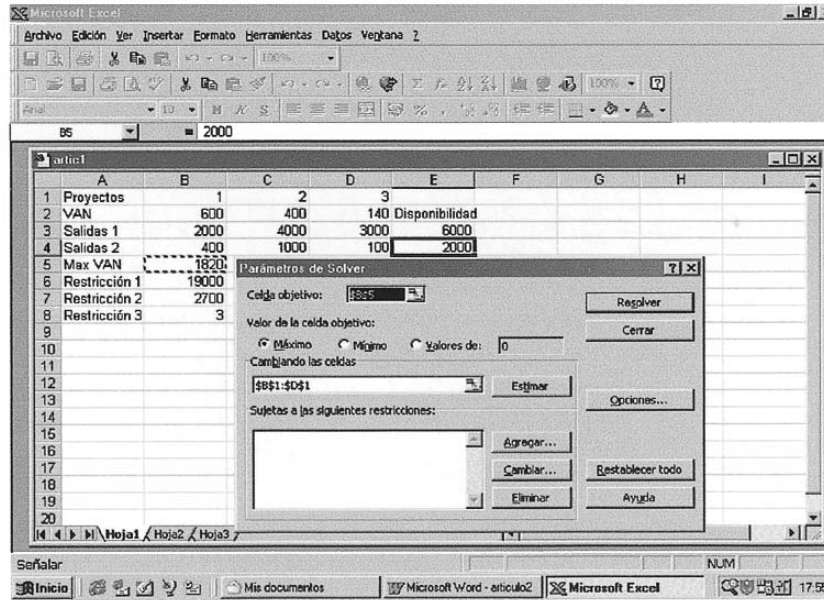 Microsoft Excel
Archivo Edición Ver Insertar Formato Herramientas Datos Ventana ?
100%
100%
Arial 10 N K S
B5 = 2000
artic1
A B C D E F G H I
1 Proyectos 1 2 3
2 VAN 600 400 140 Disponibilidad
3 Salidas 1 2000 4000 3000 6000
4 Salidas 2 400 1000 100 2000
5 Max VAN 1820
6 Restricción 1 19000
7 Restricción 2 2700
8 Restricción 3 3
9
10
11
12
13
14
15
16
17
18
19
20
Parámetros de Solver
Celda objetivo: $B$5
Resolver
Valor de la celda objetivo:
Cerrar
Máximo Mínimo Valores de: 0
Cambiando las celdas
$B$1:$D$1
Estimar
Opciones...
Sujetas a las siguientes restricciones:
Agregar...
Cambiar...
Restablecer todo
Eliminar
Ayuda
Hoja1 Hoja2 Hoja3
Señalar NUM
Inicio Mis documentos Microsoft Word - articulo2 Microsoft Excel 17:55